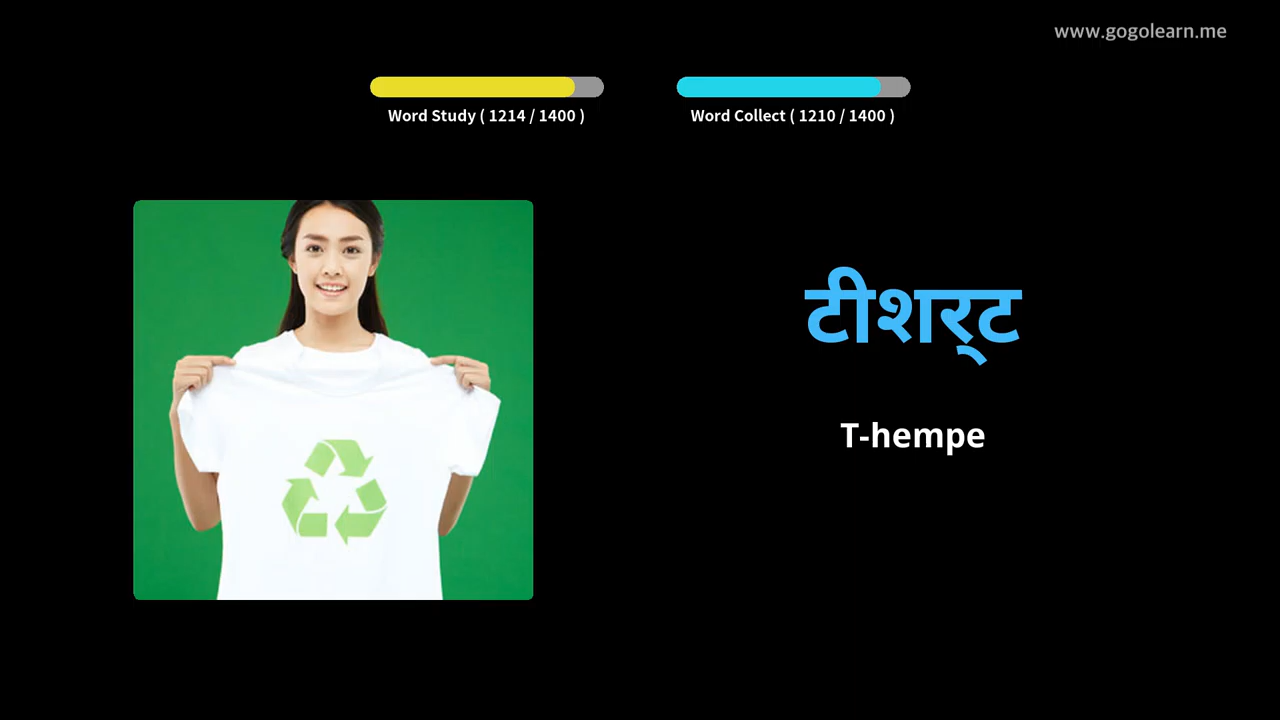 www.gogolearn.me
Word Study ( 1214 / 1400 )
Word Collect ( 1210 / 1400 )
टीशर्‍ट
T-hempe